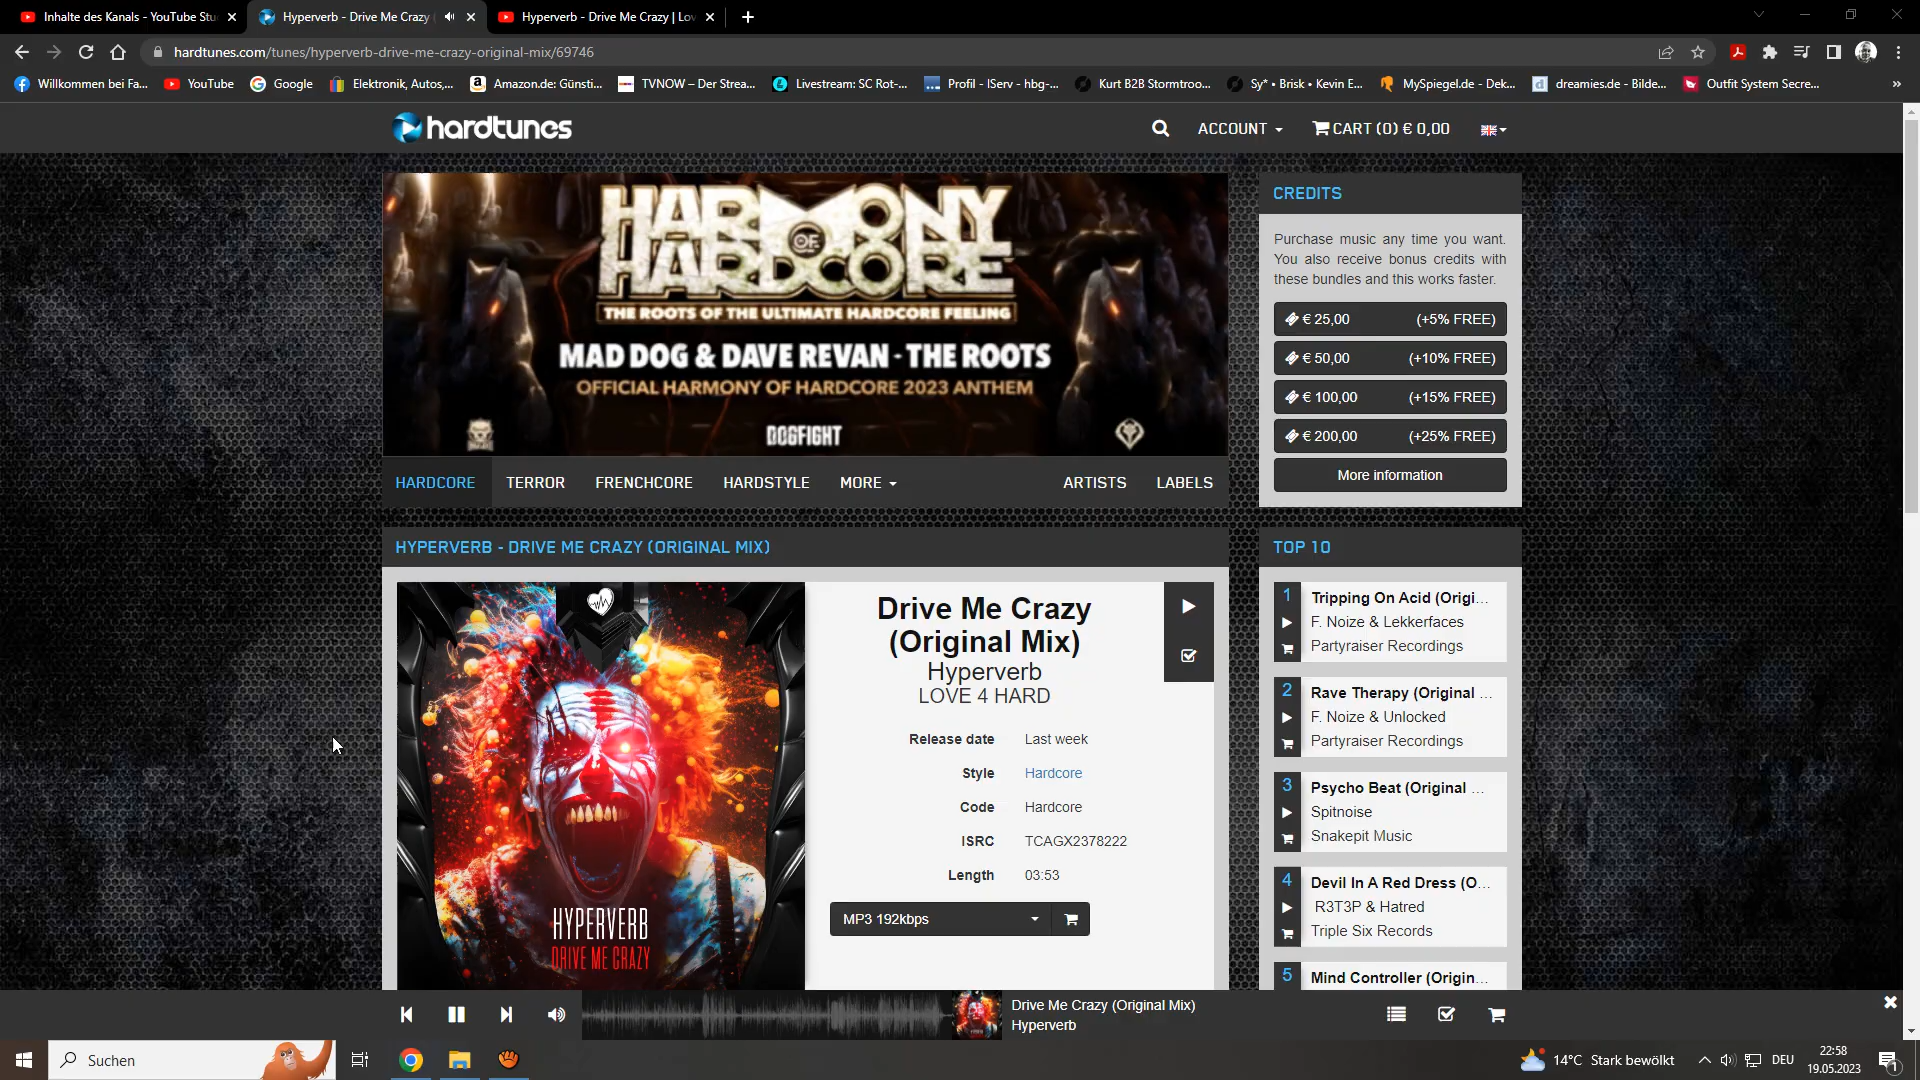 Inhalte des Kanals - YouTube Stu
Hyperverb - Drive Me Crazy
Hyperverb - Drive Me Crazy | Lov
hardtunes.com/tunes/hyperverb-drive-me-crazy-original-mix/69746
Willkommen bei Fa...
YouTube
Google
Elektronik, Autos,...
Amazon.de: Günsti...
TVNOW – Der Strea...
Livestream: SC Rot-...
Profil - IServ - hbg-...
Kurt B2B Stormtroo...
Sy* • Brisk • Kevin E...
MySpiegel.de - Dek...
dreamies.de - Bilde...
Outfit System Secre...
hardtunes
ACCOUNT
CART (0) € 0,00
HARMONY
OF
HARDCORE
THE ROOTS OF THE ULTIMATE HARDCORE FEELING
MAD DOG & DAVE REVAN - THE ROOTS
OFFICIAL HARMONY OF HARDCORE 2023 ANTHEM
DOGFIGHT
CREDITS
Purchase music any time you want.
You also receive bonus credits with
these bundles and this works faster.
€ 25,00 (+5% FREE)
€ 50,00 (+10% FREE)
€ 100,00 (+15% FREE)
€ 200,00 (+25% FREE)
More information
HARDCORE
TERROR
FRENCHCORE
HARDSTYLE
MORE
ARTISTS
LABELS
HYPERVERB - DRIVE ME CRAZY (ORIGINAL MIX)
HYPERVERB
DRIVE ME CRAZY
Drive Me Crazy
(Original Mix)
Hyperverb
LOVE 4 HARD
Release date Last week
Style Hardcore
Code Hardcore
ISRC TCAGX2378222
Length 03:53
MP3 192kbps
TOP 10
1
Tripping On Acid (Origi...
F. Noize & Lekkerfaces
Partyraiser Recordings
2
Rave Therapy (Original ...
F. Noize & Unlocked
Partyraiser Recordings
3
Psycho Beat (Original ...
Spitnoise
Snakepit Music
4
Devil In A Red Dress (O...
R3T3P & Hatred
Triple Six Records
5
Mind Controller (Origin...
Drive Me Crazy (Original Mix)
Hyperverb
Suchen
14°C Stark bewölkt
DEU
22:58
19.05.2023
1